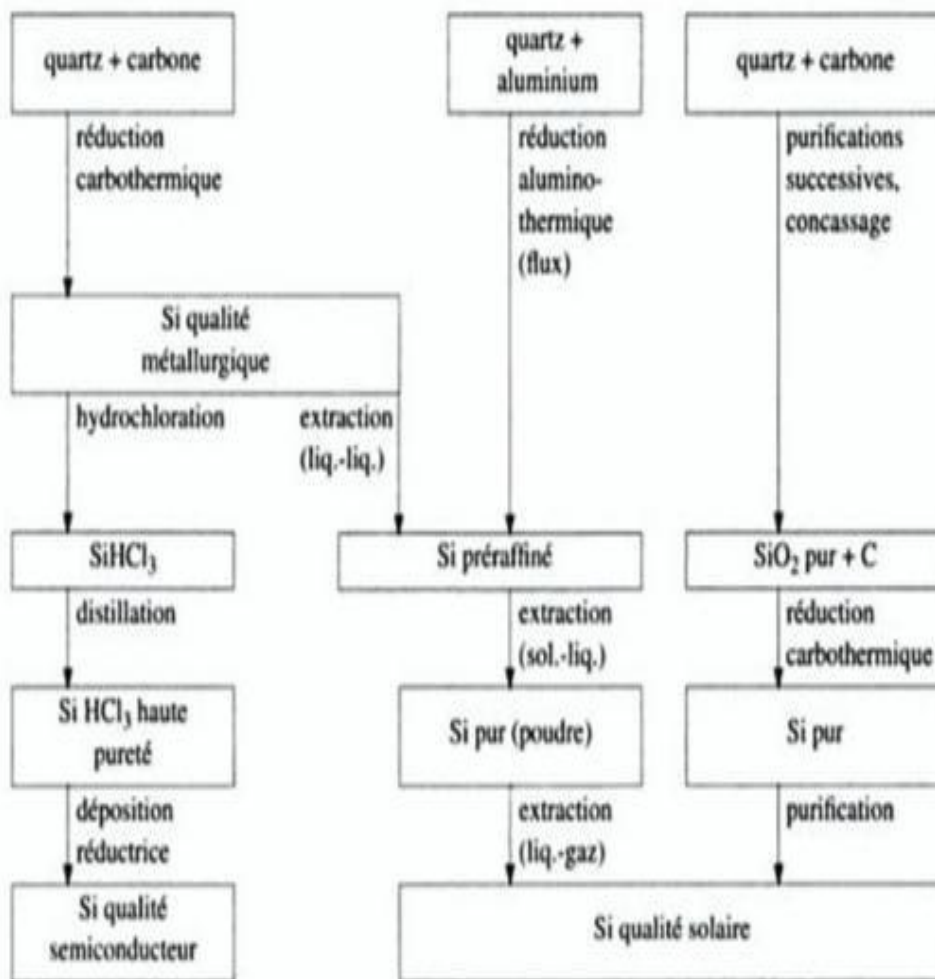 quartz + carbone
réduction
carbothermique
Si qualité
métallurgique
hydrochloration
extraction
(liq.-liq.)
SiHCl₃
distillation
Si HCl₃ haute
pureté
déposition
réductrice
Si qualité
semiconducteur
quartz +
aluminium
réduction
alumino-
thermique
(flux)
Si préraffiné
extraction
(sol.-liq.)
Si pur (poudre)
extraction
(liq.-gaz)
quartz + carbone
purifications
successives,
concassage
SiO₂ pur + C
réduction
carbothermique
Si pur
purification
Si qualité solaire